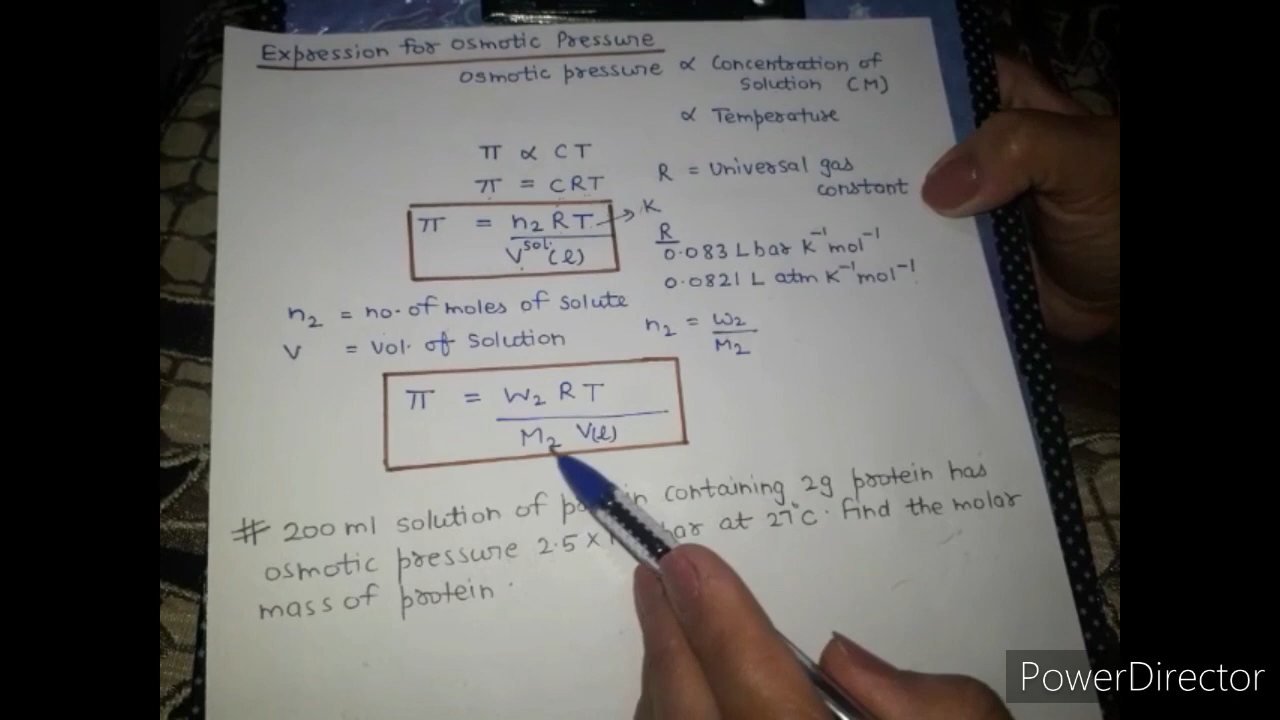 Expression for Osmotic Pressure
Osmotic pressure ∝ Concentration of
Solution (M)
∝ Temperature
π ∝ CT
π = CRT
R = Universal gas
constant
π = n₂ R T → K
V sol. (l)
R
0.083 L bar K⁻¹ mol⁻¹
0.0821 L atm K⁻¹ mol⁻¹
n₂ = no. of moles of solute
n₂ = W₂
M₂
V = Vol. of Solution
π = W₂ R T
M₂ V(l)
# 200 ml solution of containing 2g protein has
osmotic pressure 2.5 × bar at 27°C. Find the molar
mass of protein.
PowerDirector